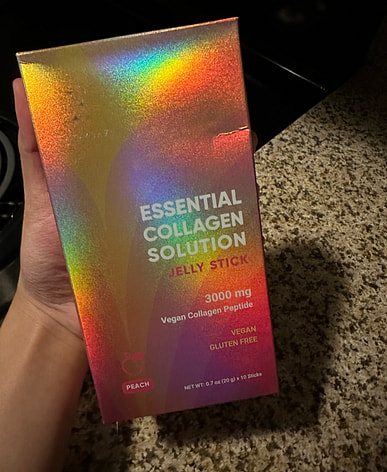 ESSENTIAL
COLLAGEN
SOLUTION
JELLY STICK
3000 mg
Vegan Collagen Peptide
VEGAN
GLUTEN FREE
PEACH
NET WT: 0.7 oz (20 g) x 10 Sticks